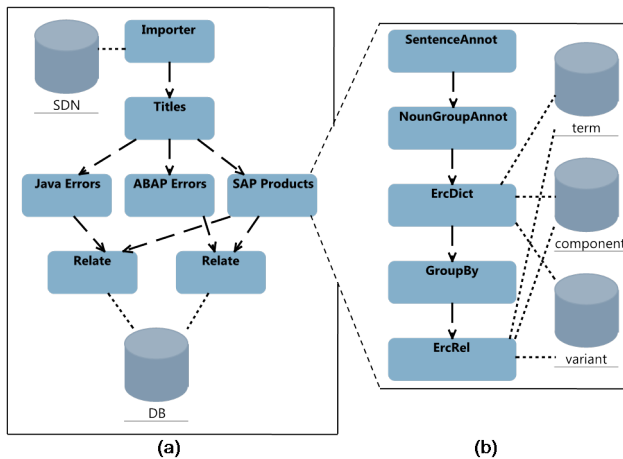 Importer
SDN
Titles
Java Errors
ABAP Errors
SAP Products
Relate
Relate
DB
(a)
SentenceAnnot
term
NounGroupAnnot
ErcDict
component
GroupBy
variant
ErcRel
(b)